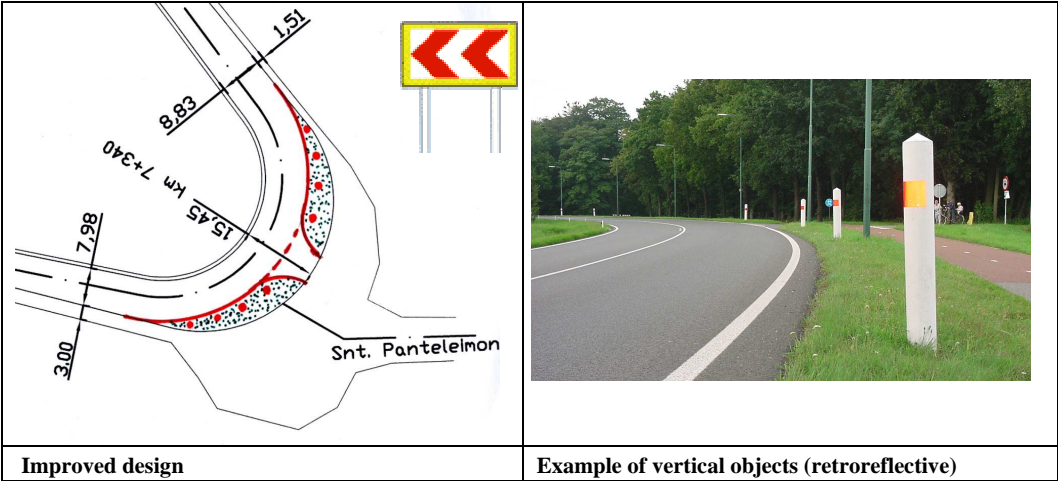 1,51
8,83
15,45 km 7+340
7,98
3.00
Snt. Pantelelmon
Improved design
Example of vertical objects (retroreflective)